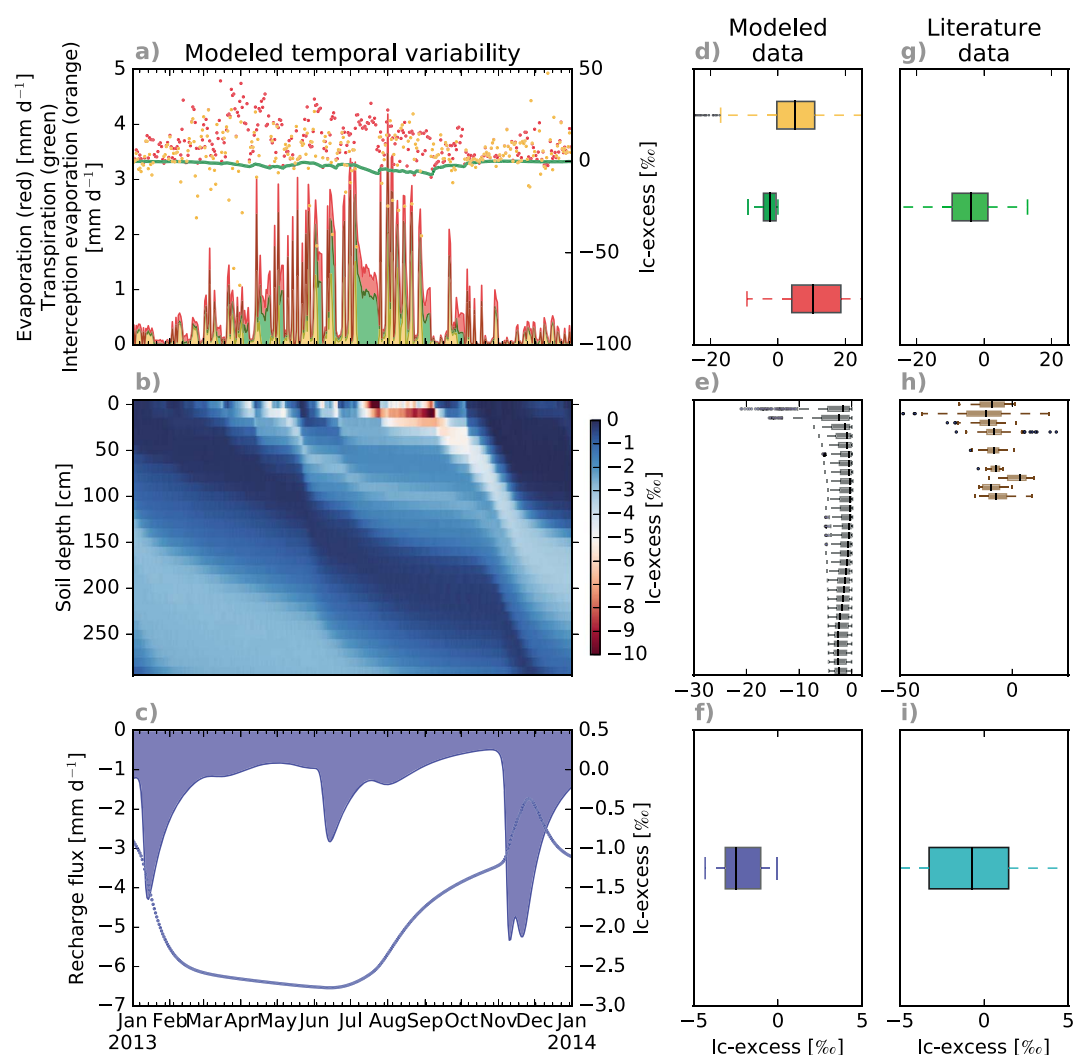 Modeled temporal variability
Modeled
data
Literature
data
a)
d)
g)
Evaporation (red) [mm d⁻¹]
Transpiration (green)
Interception evaporation (orange)
[mm d⁻¹]
5
4
3
2
1
0
50
0
−50
−100
lc-excess [‰]
−20 0 20
−20 0 20
b)
e)
h)
Soil depth [cm]
0
50
100
150
200
250
0
−1
−2
−3
−4
−5
−6
−7
−8
−9
−10
lc-excess [‰]
−30 −20 −10 0
−50 0
c)
f)
i)
Recharge flux [mm d⁻¹]
0
−1
−2
−3
−4
−5
−6
−7
0.5
0.0
−0.5
−1.0
−1.5
−2.0
−2.5
−3.0
lc-excess [‰]
Jan Feb Mar Apr May Jun Jul Aug Sep Oct Nov Dec Jan
2013 2014
−5 0 5
−5 0 5
lc-excess [‰]
lc-excess [‰]